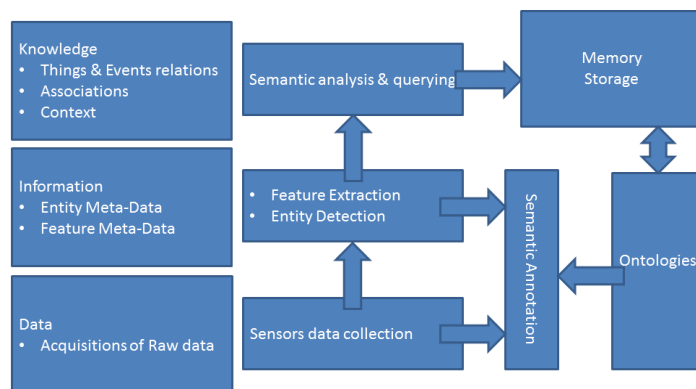 Knowledge
• Things & Events relations
• Associations
• Context
Semantic analysis & querying
Memory
Storage
Information
• Entity Meta-Data
• Feature Meta-Data
• Feature Extraction
• Entity Detection
Semantic Annotation
Ontologies
Data
• Acquisitions of Raw data
Sensors data collection